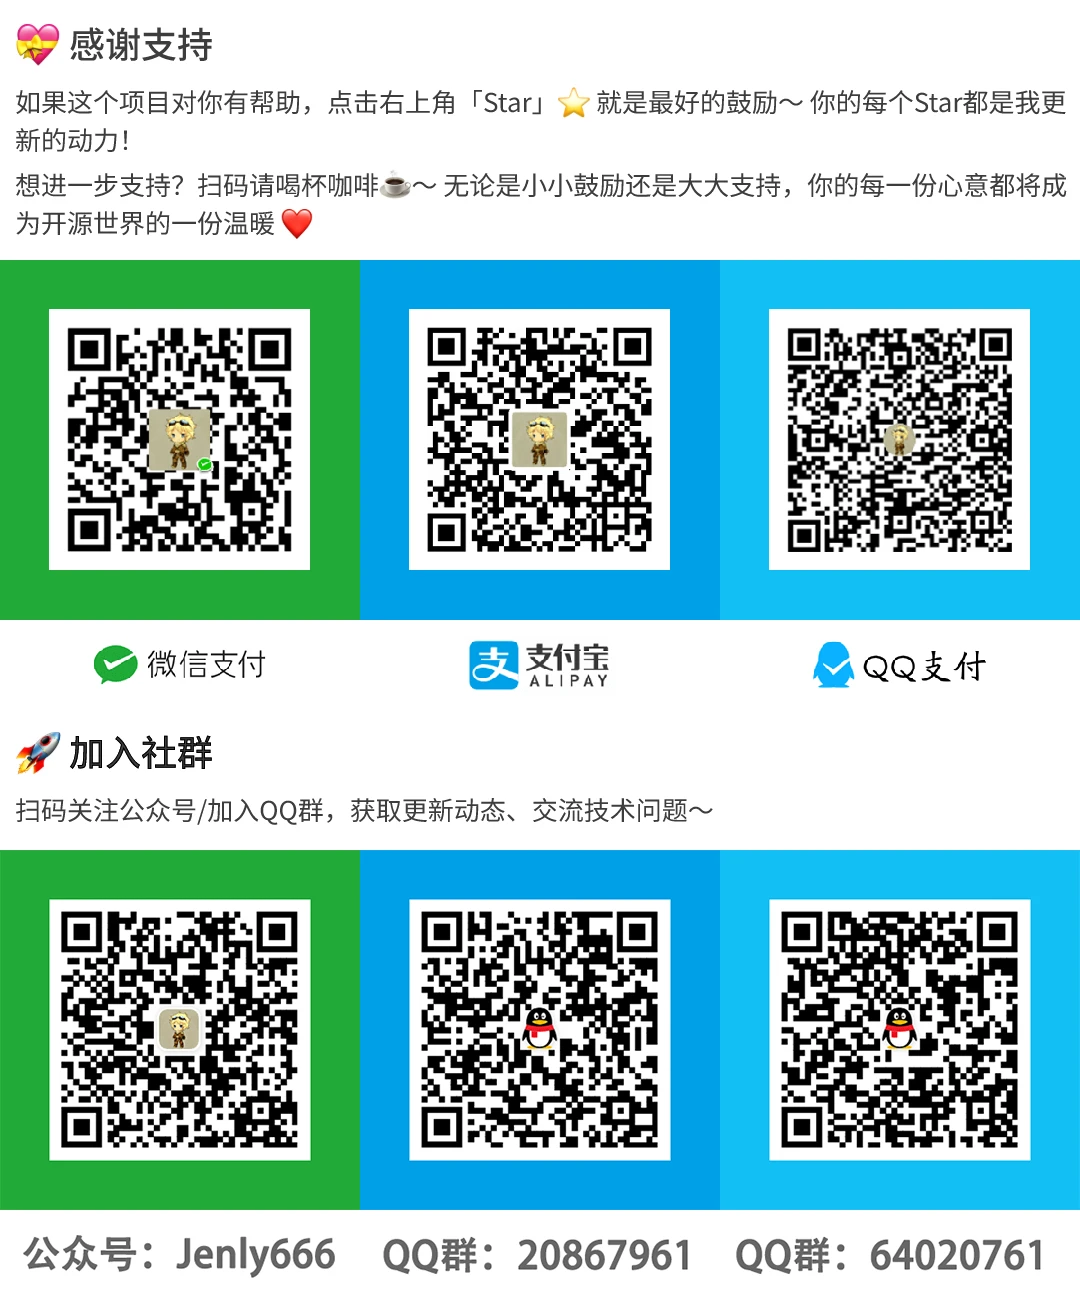 感谢支持
如果这个项目对你有帮助，点击右上角「Star」⭐ 就是最好的鼓励～ 你的每个Star都是我更
新的动力！
想进一步支持？扫码请喝杯咖啡☕～ 无论是小小鼓励还是大大支持，你的每一份心意都将成
为开源世界的一份温暖 ❤️
微信支付
支 支付宝
ALIPAY
QQ支付
加入社群
扫码关注公众号/加入QQ群，获取更新动态、交流技术问题～
公众号：Jenly666
QQ群：20867961
QQ群：64020761